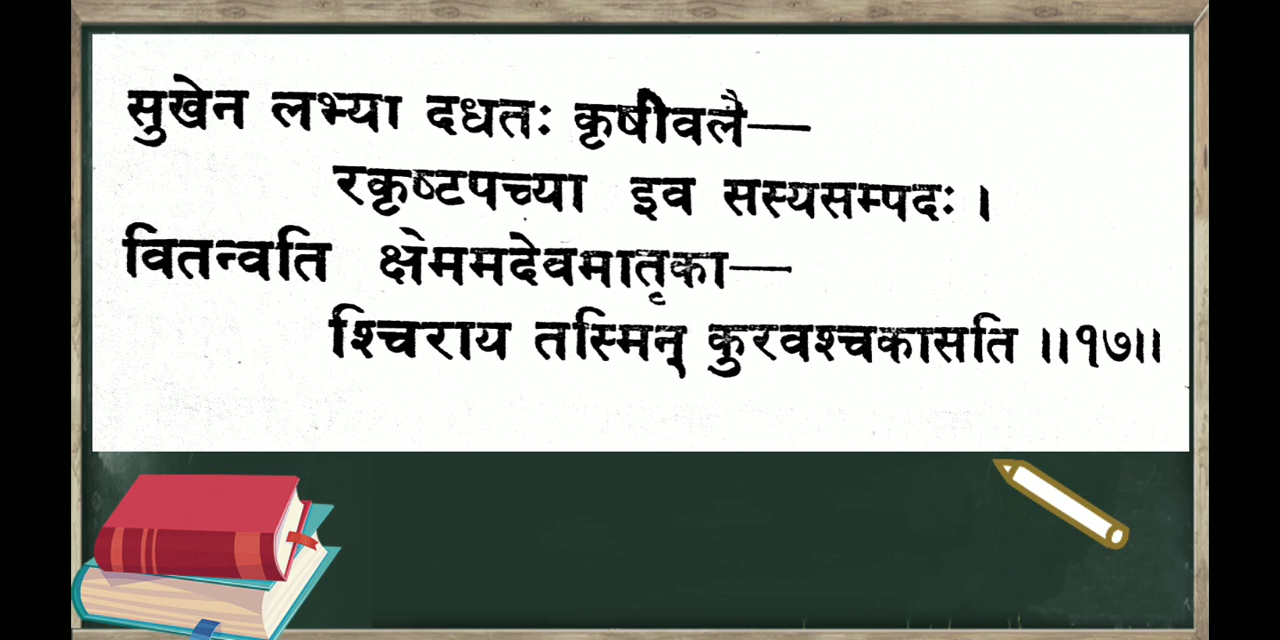 सुखेन लभ्या दधतः कृषीवलै—
रकृष्टपच्या इव सस्यसम्पदः ।
वितन्वति क्षेममदेवमातृका—
श्चिराय तस्मिन् कुरवश्चकासति ॥१७॥